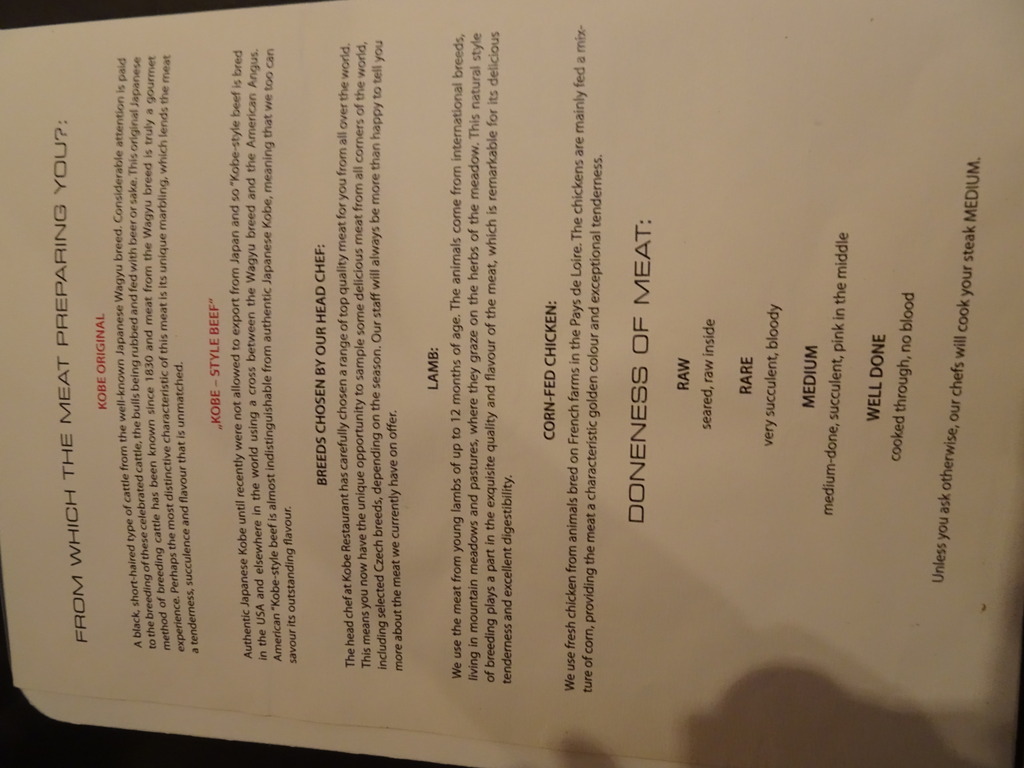 FROM WHICH THE MEAT PREPARING YOU?:
KOBE ORIGINAL
A black, short-haired type of cattle from the well-known Japanese Wagyu breed. Considerable attention is paid
to the breeding of these celebrated cattle, the bulls being rubbed and fed with beer or sake. This original Japanese
method of breeding cattle has been known since 1830 and meat from the Wagyu breed is truly a gourmet
experience. Perhaps the most distinctive characteristic of this meat is its unique marbling, which lends the meat
a tenderness, succulence and flavour that is unmatched.
„KOBE – STYLE BEEF"
Authentic Japanese Kobe until recently were not allowed to export from Japan and so "Kobe-style beef is bred
in the USA and elsewhere in the world using a cross between the Wagyu breed and the American Angus.
American "Kobe-style beef is almost indistinguishable from authentic Japanese Kobe, meaning that we too can
savour its outstanding flavour.
BREEDS CHOSEN BY OUR HEAD CHEF:
The head chef at Kobe Restaurant has carefully chosen a range of top quality meat for you from all over the world.
This means you now have the unique opportunity to sample some delicious meat from all corners of the world,
including selected Czech breeds, depending on the season. Our staff will always be more than happy to tell you
more about the meat we currently have on offer.
LAMB:
We use the meat from young lambs of up to 12 months of age. The animals come from international breeds,
living in mountain meadows and pastures, where they graze on the herbs of the meadow. This natural style
of breeding plays a part in the exquisite quality and flavour of the meat, which is remarkable for its delicious
tenderness and excellent digestibility.
CORN-FED CHICKEN:
We use fresh chicken from animals bred on French farms in the Pays de Loire. The chickens are mainly fed a mix-
ture of corn, providing the meat a characteristic golden colour and exceptional tenderness.
DONENESS OF MEAT:
RAW
seared, raw inside
RARE
very succulent, bloody
MEDIUM
medium-done, succulent, pink in the middle
WELL DONE
cooked through, no blood
Unless you ask otherwise, our chefs will cook your steak MEDIUM.